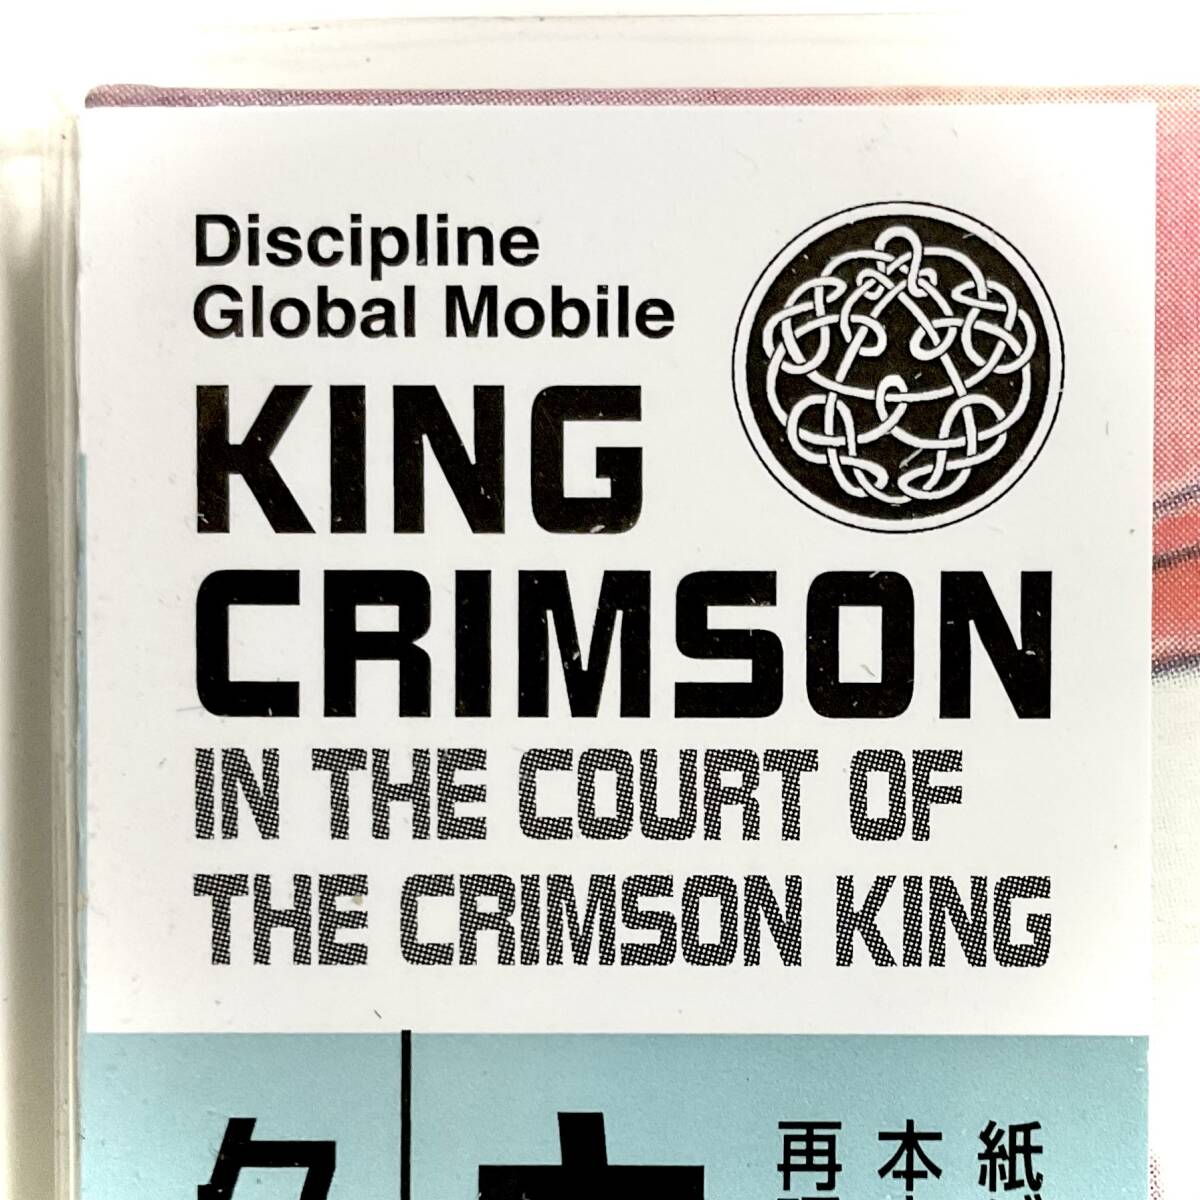 Discipline
Global Mobile
KING
CRIMSON
IN THE COURT OF
THE CRIMSON KING
紙
本
再